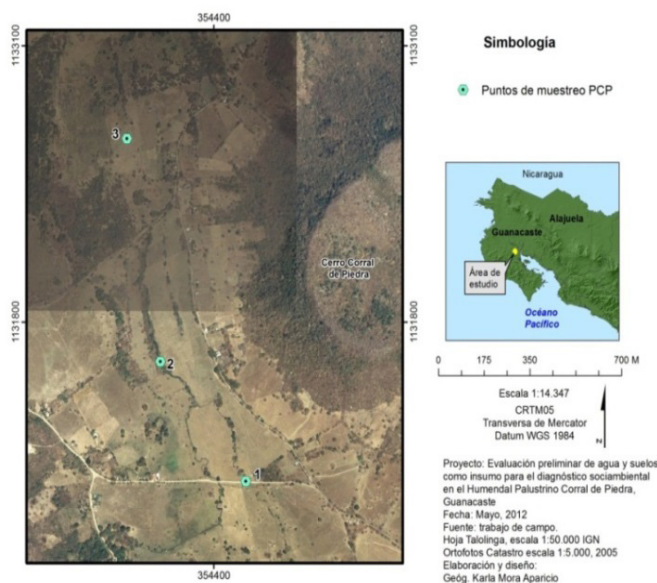 354400
1133100
1133100
3
Cerro Corral
de Piedra
1131800
1131800
2
1
354400
Simbología
Puntos de muestreo PCP
Nicaragua
Alajuela
Guanacaste
Área de
estudio
Océano
Pacífico
0 175 350 700 M
Escala 1:14.347
CRTM05
Transversa de Mercator
Datum WGS 1984
N
Proyecto: Evaluación preliminar de agua y suelos
como insumo para el diagnóstico sociambiental
en el Humendal Palustrino Corral de Piedra,
Guanacaste
Fecha: Mayo, 2012
Fuente: trabajo de campo.
Hoja Talolinga, escala 1:50.000 IGN
Ortofotos Catastro escala 1:5.000, 2005
Elaboración y diseño:
Geóg. Karla Mora Aparicio